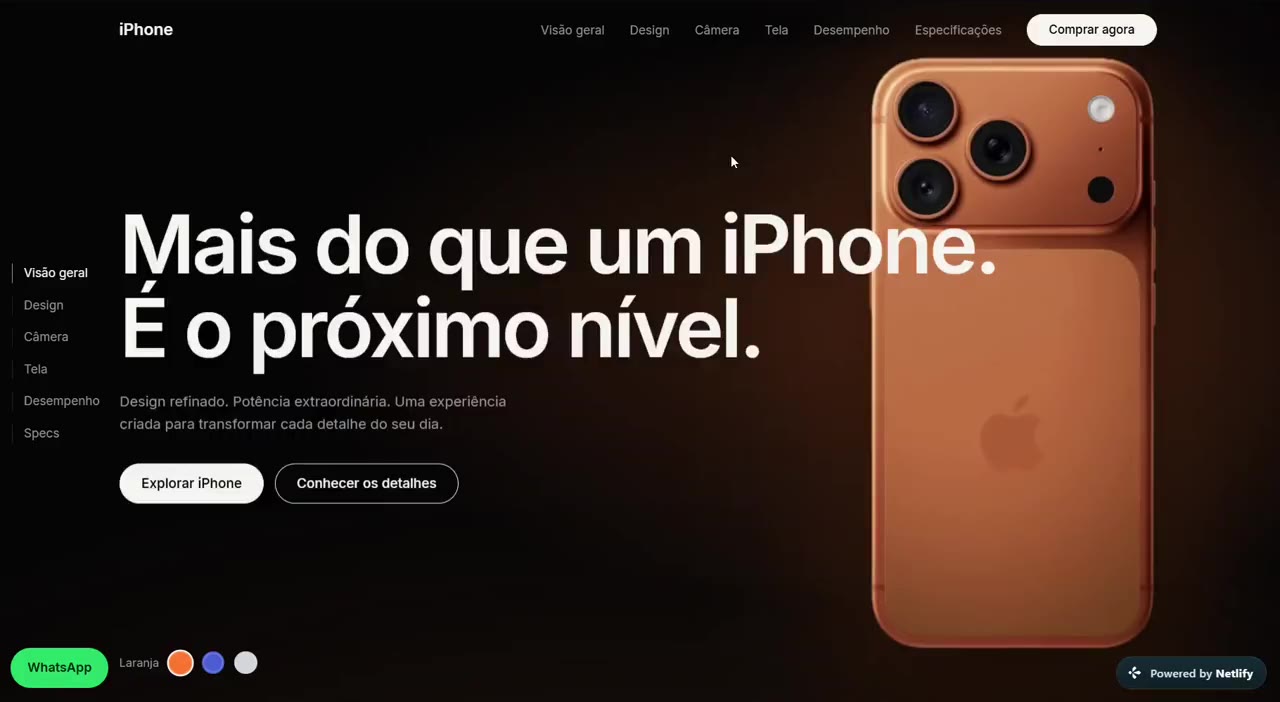 iPhone
Visão geral
Design
Câmera
Tela
Desempenho
Especificações
Comprar agora
Mais do que um iPhone.
É o próximo nível.
Visão geral
Design
Câmera
Tela
Desempenho
Specs
Design refinado. Potência extraordinária. Uma experiência
criada para transformar cada detalhe do seu dia.
Explorar iPhone
Conhecer os detalhes
WhatsApp
Laranja
Powered by Netlify